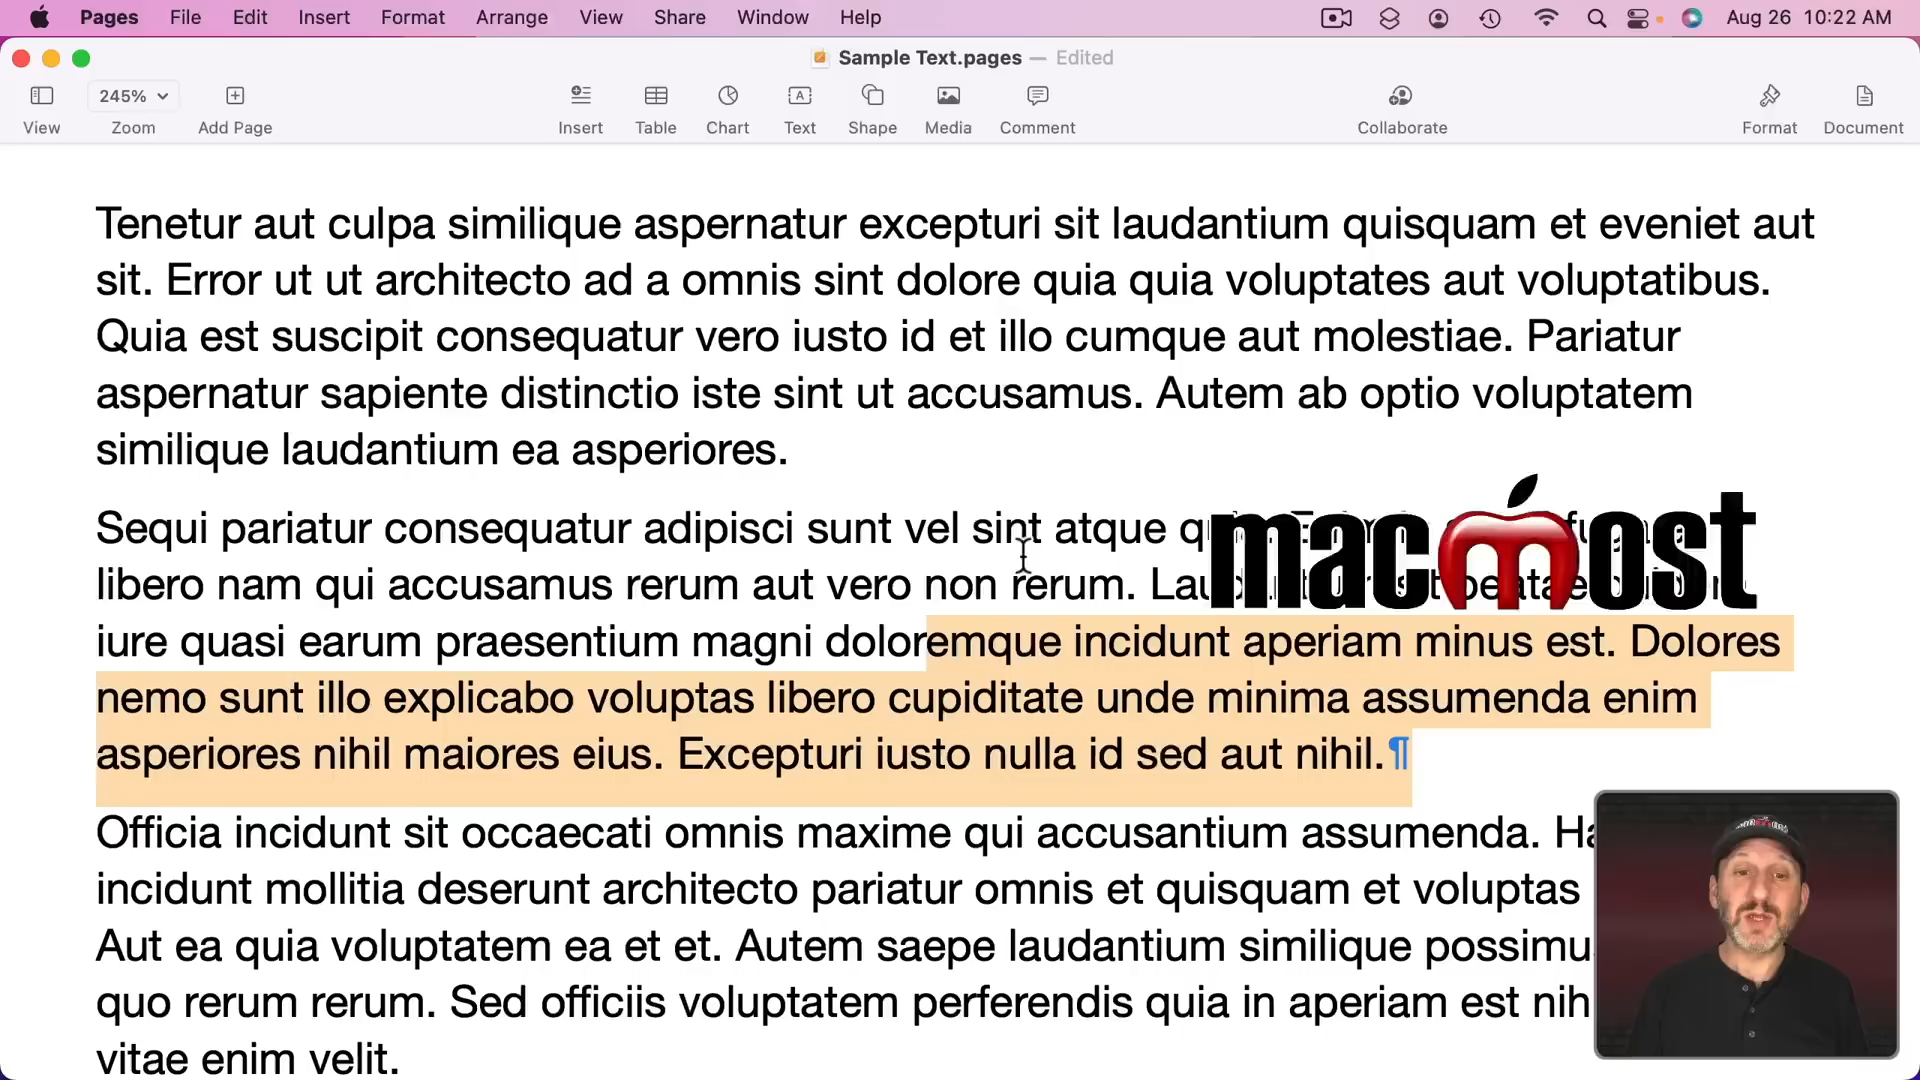 Pages File Edit Insert Format Arrange View Share Window Help Aug 26 10:22 AM
Sample Text.pages — Edited
245%
View Zoom Add Page Insert Table Chart Text Shape Media Comment Collaborate Format Document
Tenetur aut culpa similique aspernatur excepturi sit laudantium quisquam et eveniet aut
sit. Error ut ut architecto ad a omnis sint dolore quia quia voluptates aut voluptatibus.
Quia est suscipit consequatur vero iusto id et illo cumque aut molestiae. Pariatur
aspernatur sapiente distinctio iste sint ut accusamus. Autem ab optio voluptatem
similique laudantium ea asperiores.
Sequi pariatur consequatur adipisci sunt vel sint atque
macmost
libero nam qui accusamus rerum aut vero non rerum.
iure quasi earum praesentium magni doloremque incidunt aperiam minus est. Dolores
nemo sunt illo explicabo voluptas libero cupiditate unde minima assumenda enim
asperiores nihil maiores eius. Excepturi iusto nulla id sed aut nihil.¶
Officia incidunt sit occaecati omnis maxime qui accusantium assumenda.
incidunt mollitia deserunt architecto pariatur omnis et quisquam et voluptas
Aut ea quia voluptatem ea et et. Autem saepe laudantium similique
quo rerum rerum. Sed officiis voluptatem perferendis quia in aperiam est
vitae enim velit.